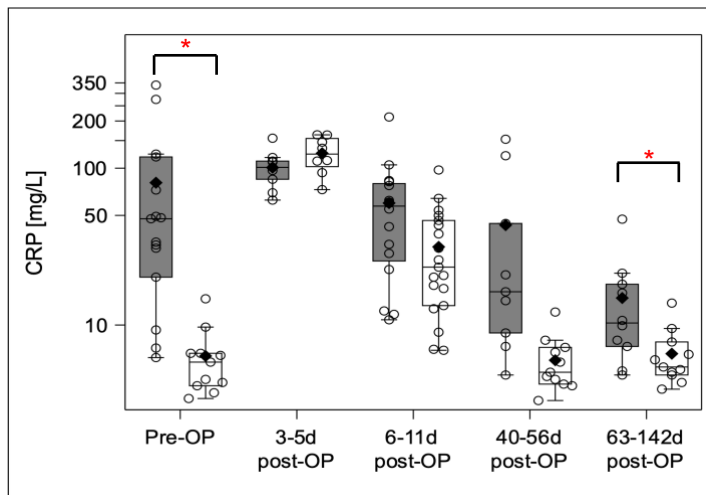 *
*
350
200
100
50
10
CRP [mg/L]
Pre-OP
3-5d
post-OP
6-11d
post-OP
40-56d
post-OP
63-142d
post-OP